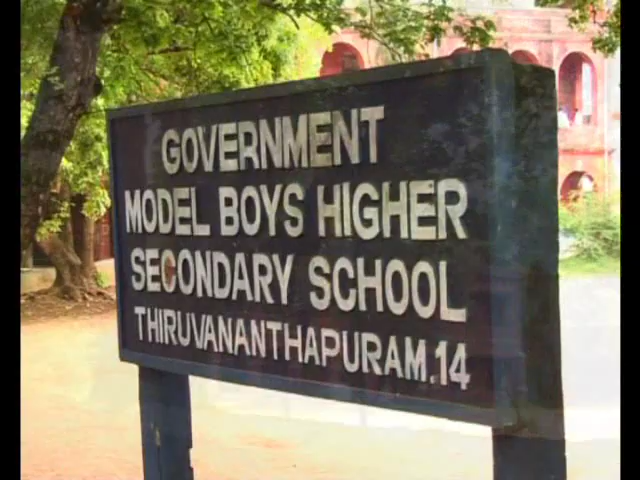 GOVERNMENT
MODEL BOYS HIGHER
SECONDARY SCHOOL
THIRUVANANTHAPURAM.14